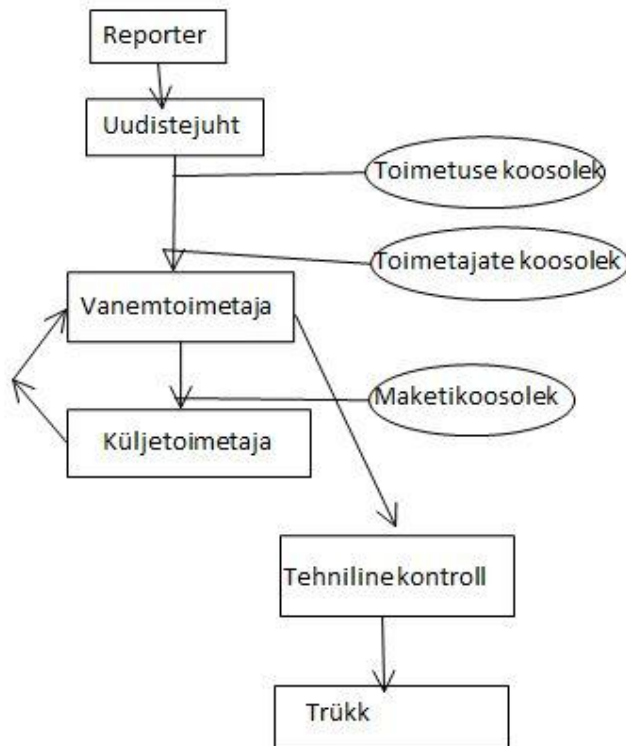 Reporter
Uudistejuht
Toimetuse koosolek
Toimetajate koosolek
Vanemtoimetaja
Maketikoosolek
Küljetoimetaja
Tehniline kontroll
Trükk